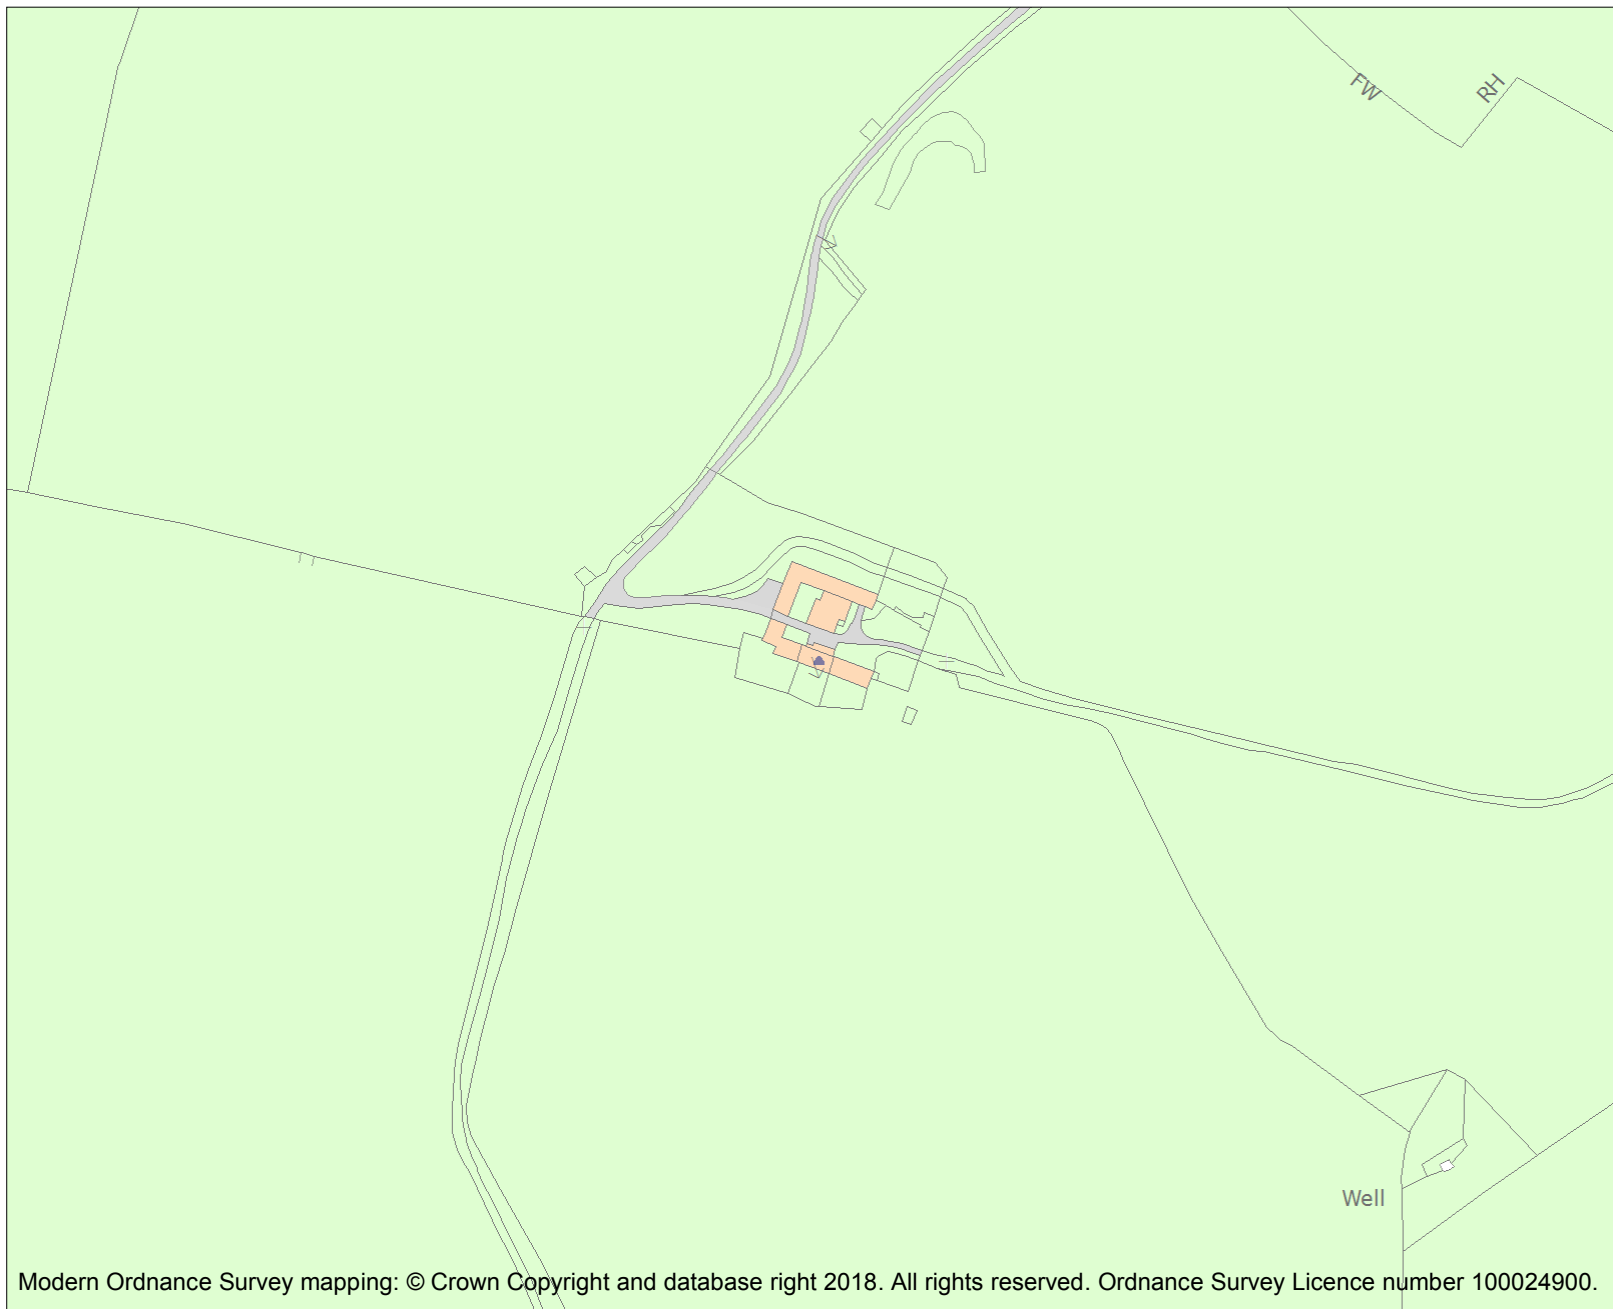 FW
RH
Well
Modern Ordnance Survey mapping: © Crown Copyright and database right 2018. All rights reserved. Ordnance Survey Licence number 100024900.